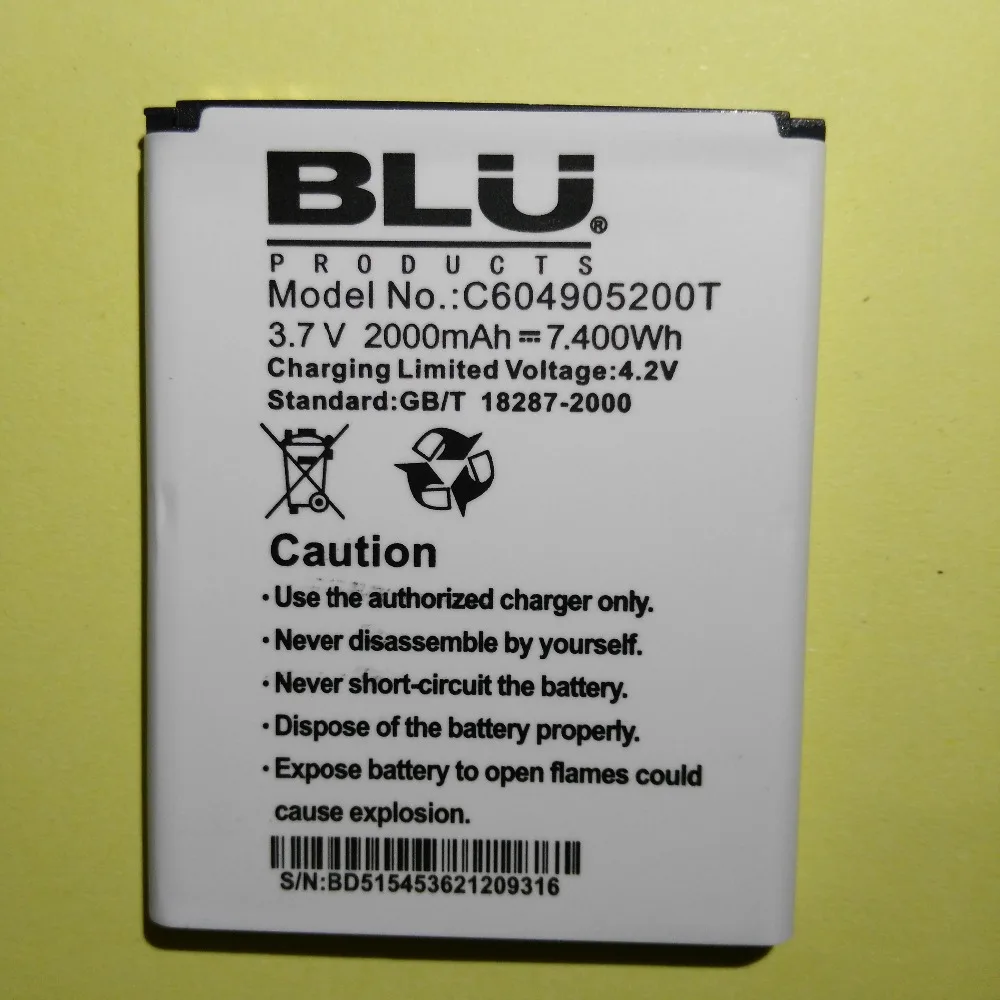 BLU®
PRODUCTS
Model No.:C604905200T
3.7 V 2000mAh⎓7.400Wh
Charging Limited Voltage:4.2V
Standard:GB/T 18287-2000
Caution
·Use the authorized charger only.
·Never disassemble by yourself.
·Never short-circuit the battery.
·Dispose of the battery properly.
·Expose battery to open flames could
cause explosion.
S/N:BD515453621209316